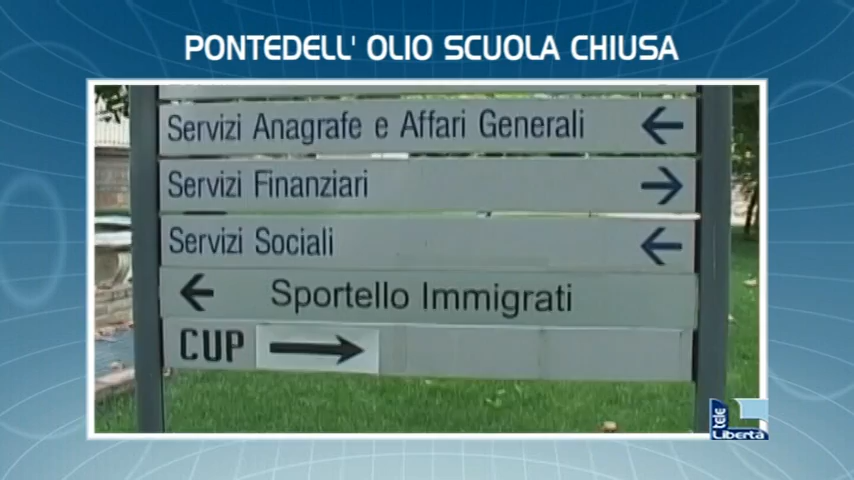 PONTEDELL' OLIO SCUOLA CHIUSA
Servizi Anagrafe e Affari Generali
Servizi Finanziari
Servizi Sociali
Sportello Immigrati
CUP
tele
Libertà